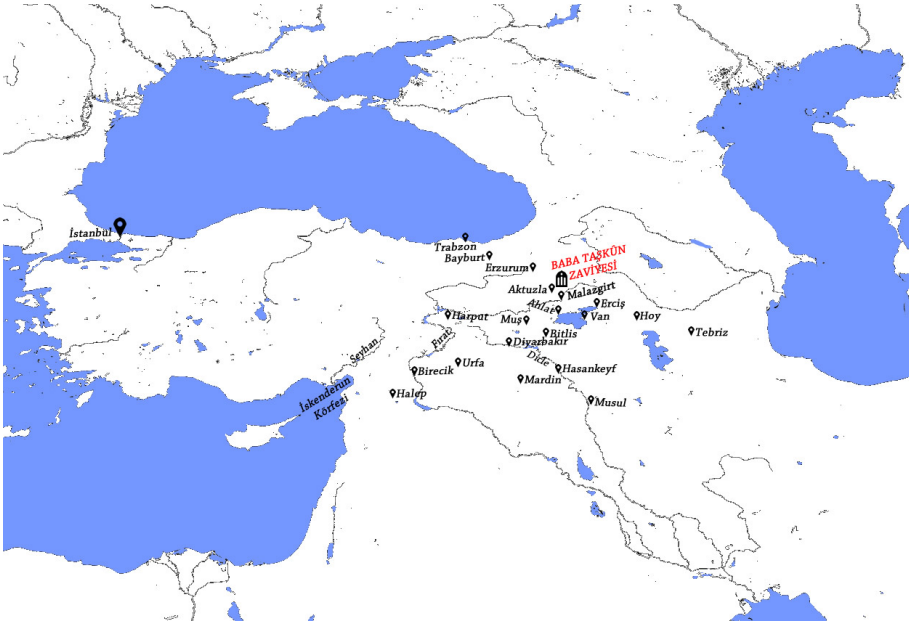 İstanbul
Trabzon
Bayburt
Erzurum
BABA TAŞKÛN
ZAVİYESİ
Aktuzla
Malazgirt
Erciş
Ahlat
Van
Hoy
Harput
Muş
Tebriz
Bitlis
Fırat
Diyarbakır
Seyhan
Dicle
Urfa
Hasankeyf
Birecik
Mardin
İskenderun
Körfezi
Halep
Musul